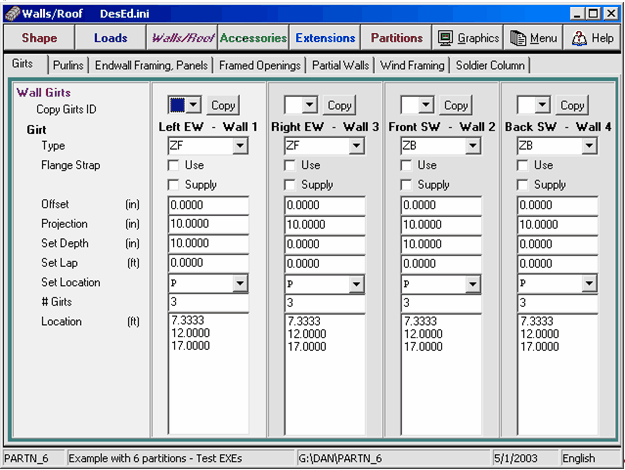 Walls/Roof DesEd.ini
Shape Loads Walls/Roof Accessories Extensions Partitions Graphics Menu Help
Girts Purlins Endwall Framing, Panels Framed Openings Partial Walls Wind Framing Soldier Column
Wall Girts
Copy Girts ID Copy Copy Copy Copy
Girt Left EW - Wall 1 Right EW - Wall 3 Front SW - Wall 2 Back SW - Wall 4
Type ZF ZF ZB ZB
Flange Strap Use Use Use Use
Supply Supply Supply Supply
Offset (in) 0.0000 0.0000 0.0000 0.0000
Projection (in) 10.0000 10.0000 10.0000 10.0000
Set Depth (in) 10.0000 0.0000 10.0000 0.0000
Set Lap (ft) 0.0000 0.0000 0.0000 0.0000
Set Location P P P P
# Girts 3 3 3 3
Location (ft) 7.3333 7.3333 7.3333 7.3333
12.0000 12.0000 12.0000 12.0000
17.0000 17.0000 17.0000 17.0000
PARTN_6 Example with 6 partitions - Test EXEs G:\DAN\PARTN_6 5/1/2003 English